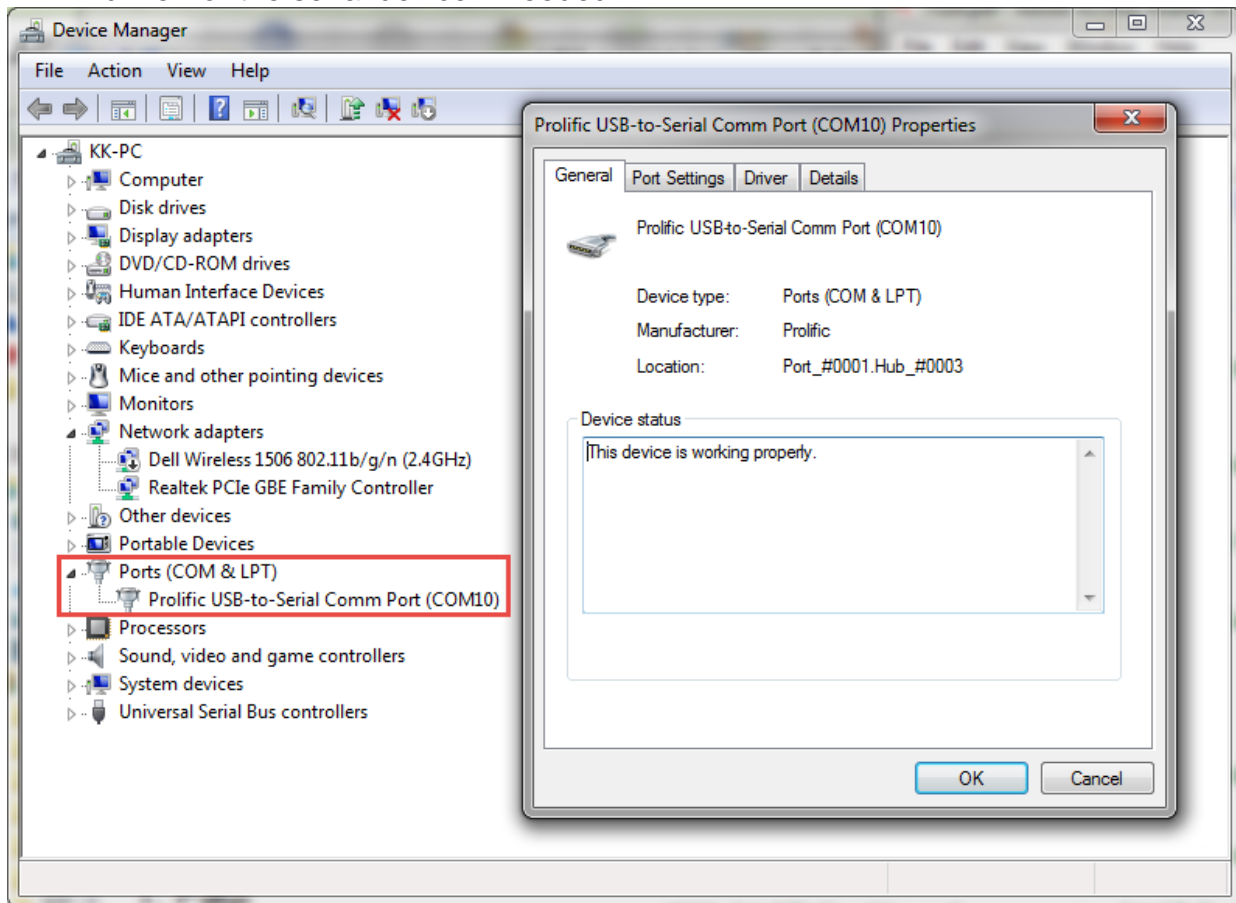 Device Manager
File Action View Help
KK-PC
Computer
Disk drives
Display adapters
DVD/CD-ROM drives
Human Interface Devices
IDE ATA/ATAPI controllers
Keyboards
Mice and other pointing devices
Monitors
Network adapters
Dell Wireless 1506 802.11b/g/n (2.4GHz)
Realtek PCIe GBE Family Controller
Other devices
Portable Devices
Ports (COM & LPT)
Prolific USB-to-Serial Comm Port (COM10)
Processors
Sound, video and game controllers
System devices
Universal Serial Bus controllers
Prolific USB-to-Serial Comm Port (COM10) Properties
General Port Settings Driver Details
Prolific USB-to-Serial Comm Port (COM10)
Device type: Ports (COM & LPT)
Manufacturer: Prolific
Location: Port_#0001.Hub_#0003
Device status
This device is working properly.
OK Cancel